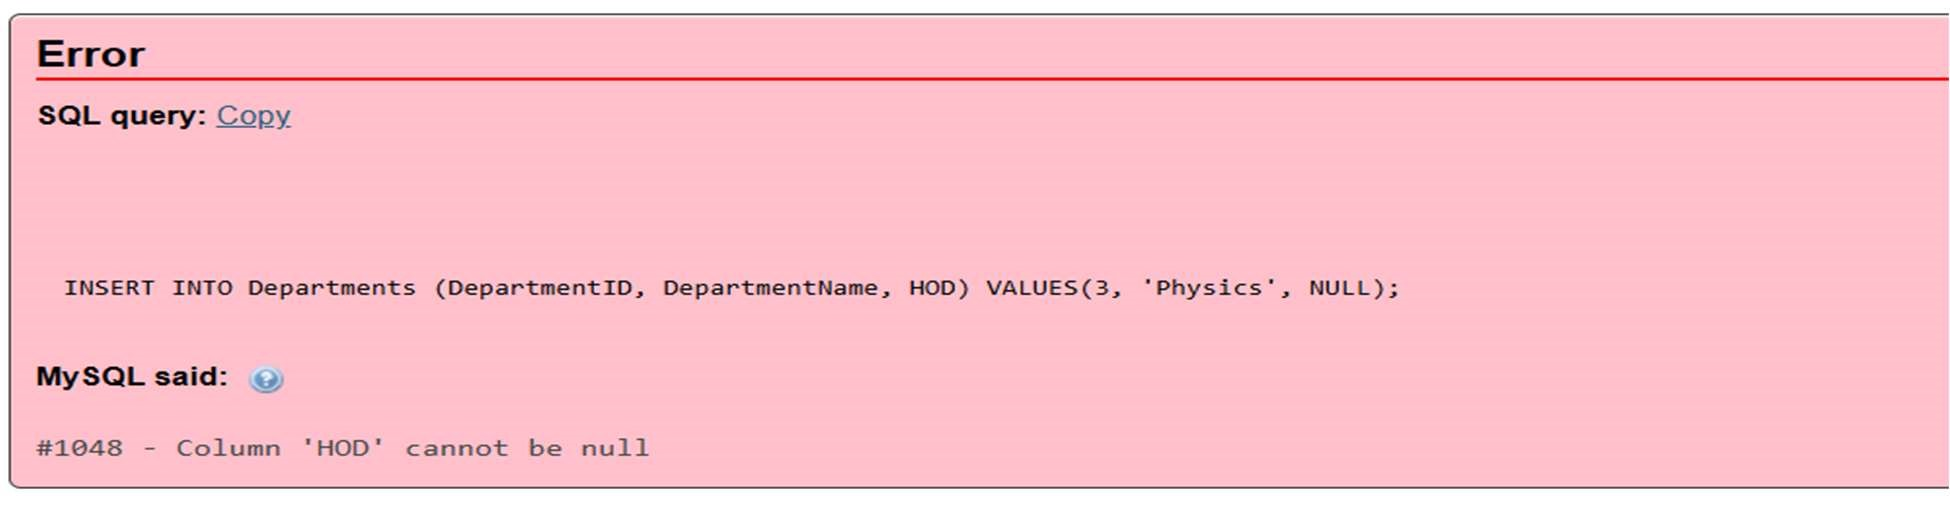 Error
SQL query: Copy
INSERT INTO Departments (DepartmentID, DepartmentName, HOD) VALUES(3, 'Physics', NULL);
MySQL said: ?
#1048 - Column 'HOD' cannot be null